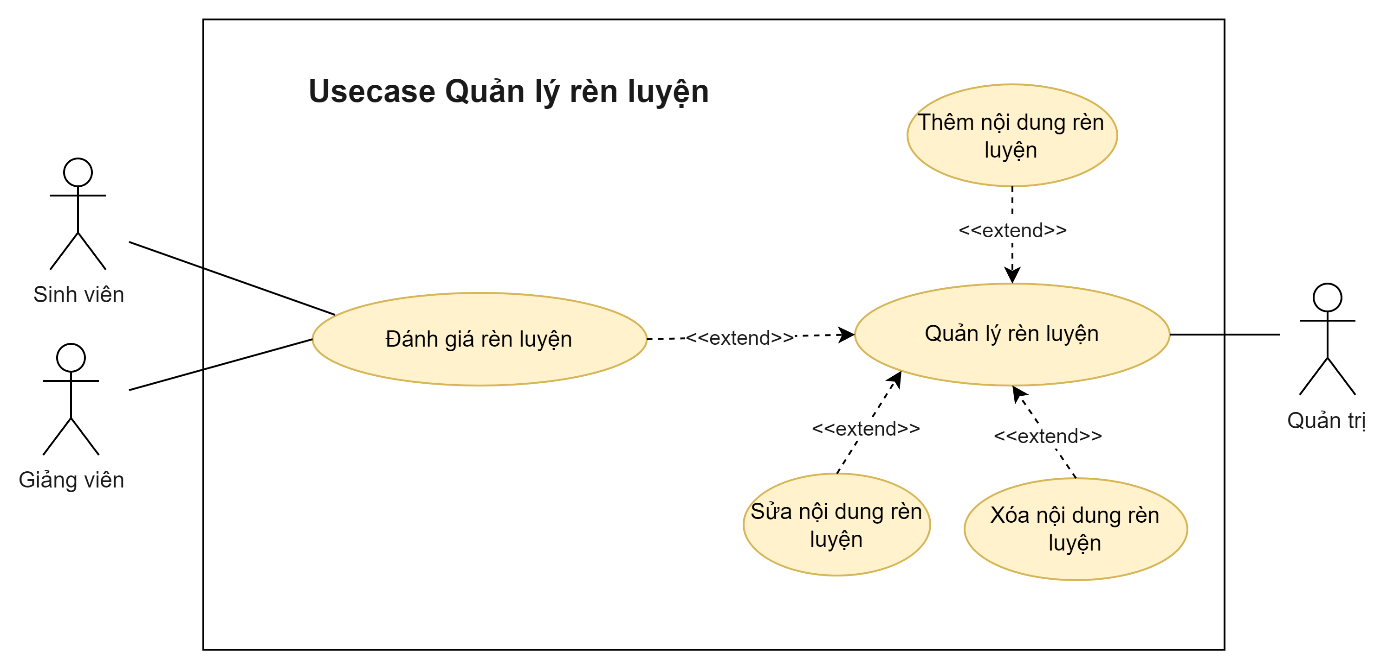 Usecase Quản lý rèn luyện
Thêm nội dung rèn
luyện
<<extend>>
Sinh viên
Đánh giá rèn luyện
<<extend>>
Quản lý rèn luyện
Quản trị
<<extend>>
<<extend>>
Giảng viên
Sửa nội dung rèn
luyện
Xóa nội dung rèn
luyện